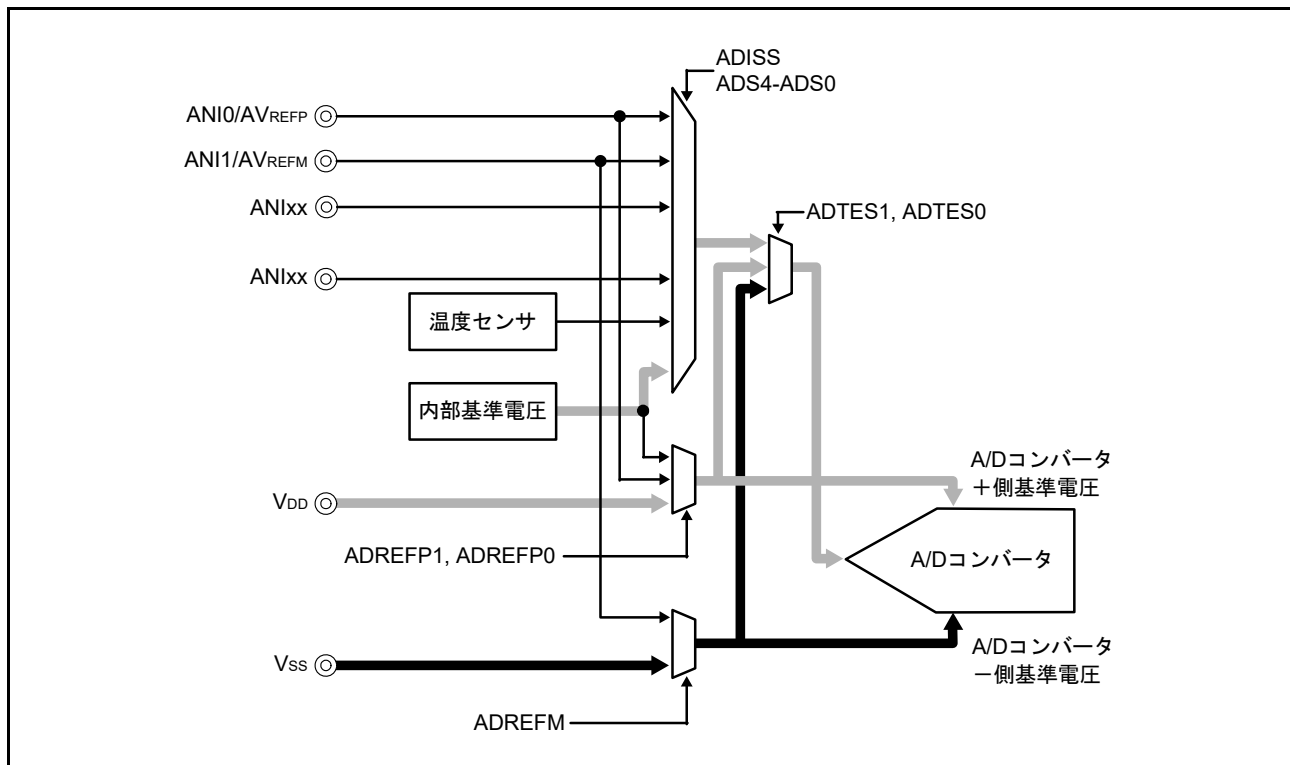 ADISS
ADS4-ADS0
ANI0/AVREFP
ANI1/AVREFM
ANIxx
ADTES1, ADTES0
ANIxx
温度センサ
内部基準電圧
A/Dコンバータ
＋側基準電圧
VDD
ADREFP1, ADREFP0
A/Dコンバータ
A/Dコンバータ
－側基準電圧
VSS
ADREFM